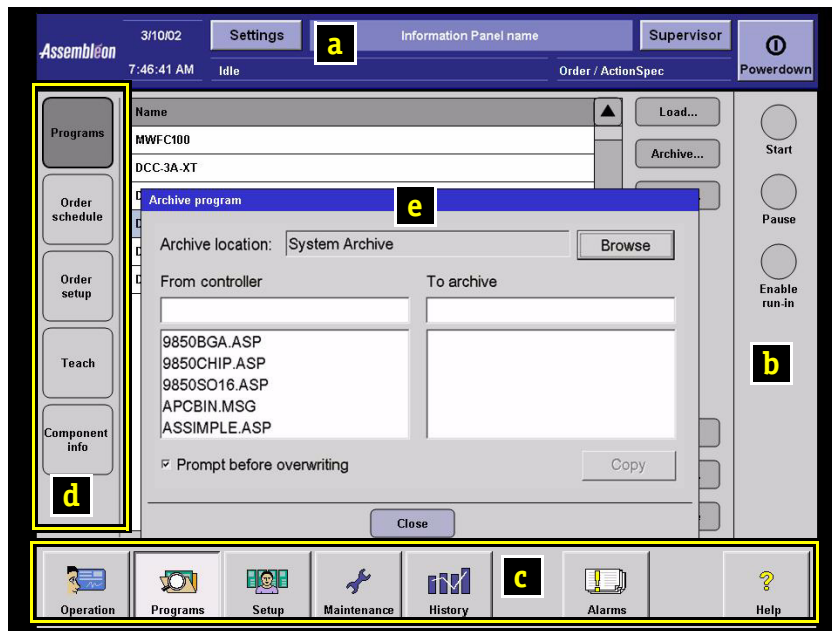 Assembléon
3/10/02
7:46:41 AM
Settings
a
Information Panel name
Supervisor
Powerdown
Idle
Order / ActionSpec
Programs
Order
schedule
Order
setup
Teach
Component
info
d
Name
MWFC100
DCC-3A-XT
D
D
D
D
Load...
Archive...
Archive program
e
Archive location:
System Archive
Browse
From controller
To archive
9850BGA.ASP
9850CHIP.ASP
9850SO16.ASP
APCBIN.MSG
ASSIMPLE.ASP
Prompt before overwriting
Copy
Close
Start
Pause
Enable
run-in
b
Operation
Programs
Setup
Maintenance
History
c
Alarms
Help